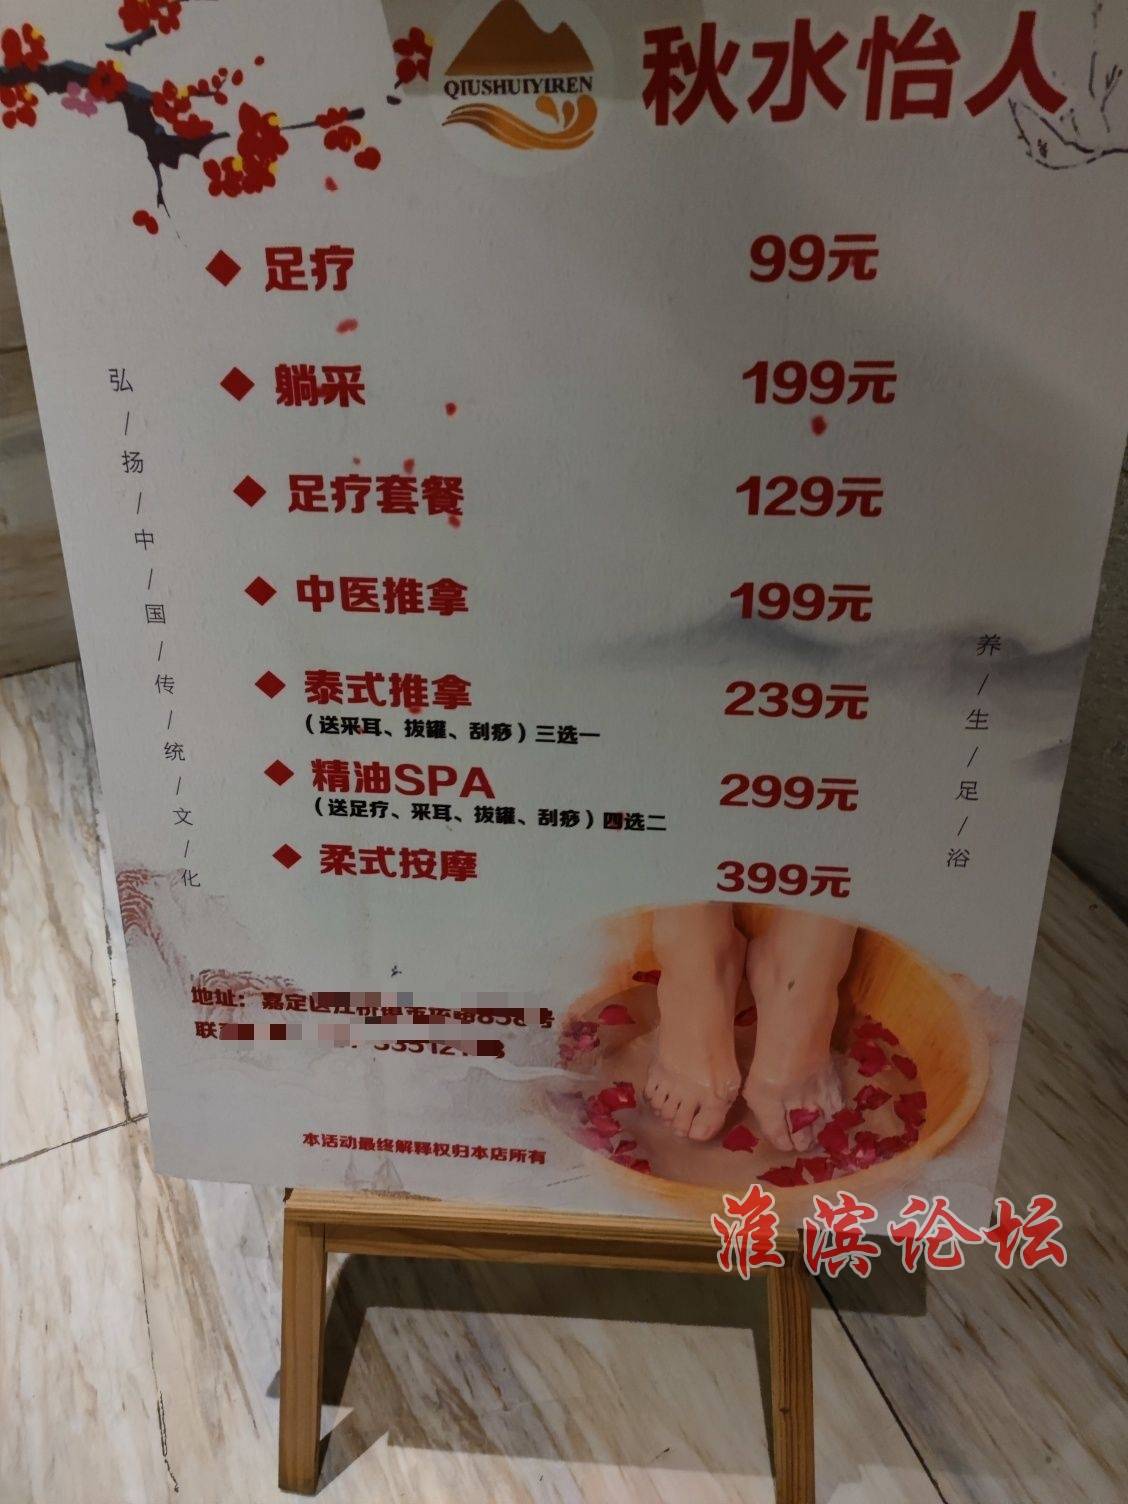 QIUSHUIYIREN
秋水怡人
足疗 99元
躺采 199元
足疗套餐 129元
中医推拿 199元
泰式推拿 239元
(送采耳、拔罐、刮痧)三选一
精油SPA 299元
(送足疗、采耳、拔罐、刮痧)四选二
柔式按摩 399元
弘/扬/中/国/传/统/文/化
养/生/足/浴
地址：嘉定区
联
本活动最终解释权归本店所有
淮滨论坛